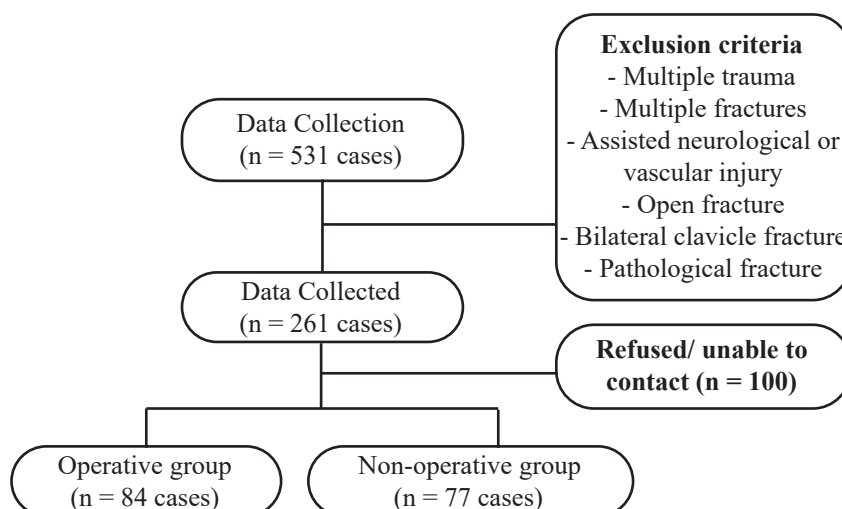 Exclusion criteria
- Multiple trauma
- Multiple fractures
- Assisted neurological or
vascular injury
- Open fracture
- Bilateral clavicle fracture
- Pathological fracture
Data Collection
(n = 531 cases)
Data Collected
(n = 261 cases)
Refused/ unable to
contact (n = 100)
Operative group
(n = 84 cases)
Non-operative group
(n = 77 cases)